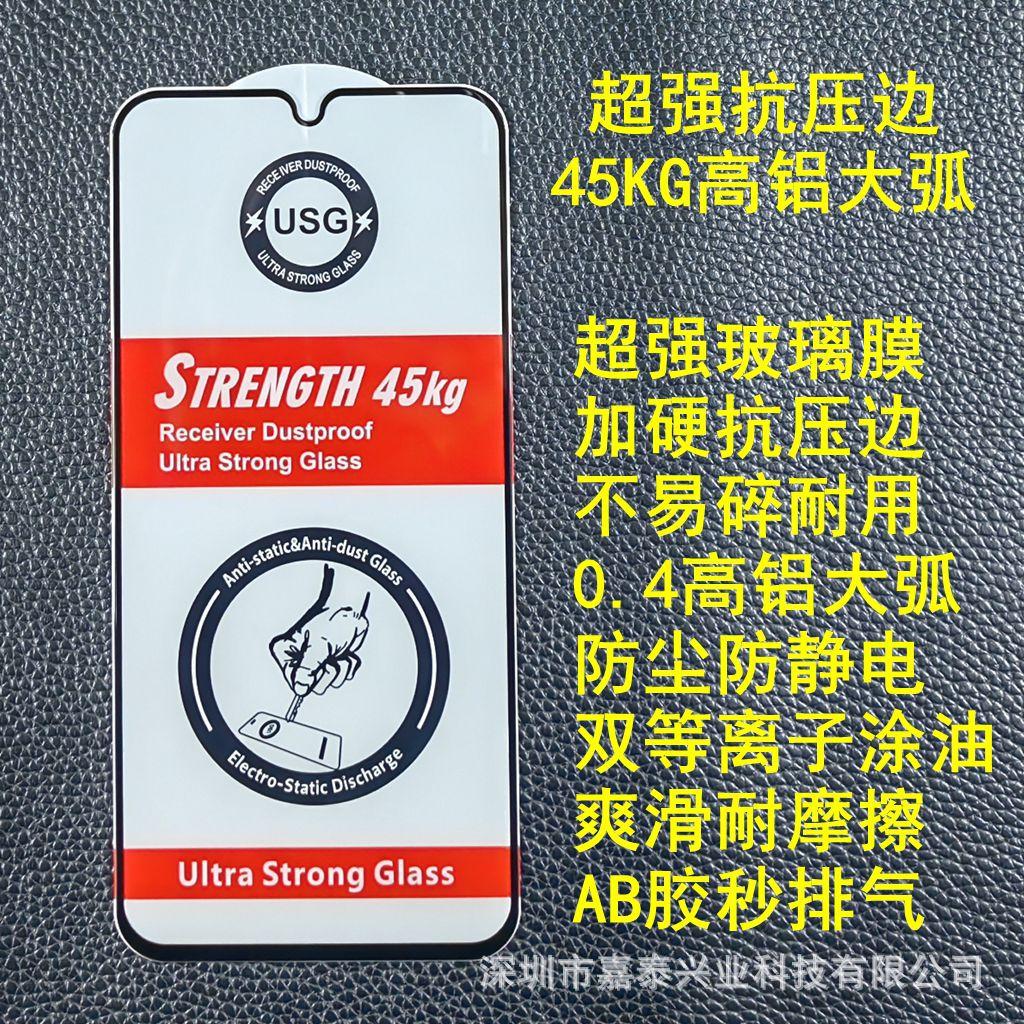 超强抗压边
45KG高铝大弧
RECEIVER DUSTPROOF
USG
ULTRA STRONG GLASS
STRENGTH 45kg
Receiver Dustproof
Ultra Strong Glass
超强玻璃膜
加硬抗压边
不易碎耐用
0.4高铝大弧
防尘防静电
双等离子涂油
爽滑耐摩擦
AB胶秒排气
Anti-static&Anti-dust Glass
Electro-Static Discharge
Ultra Strong Glass
深圳市嘉泰兴业科技有限公司